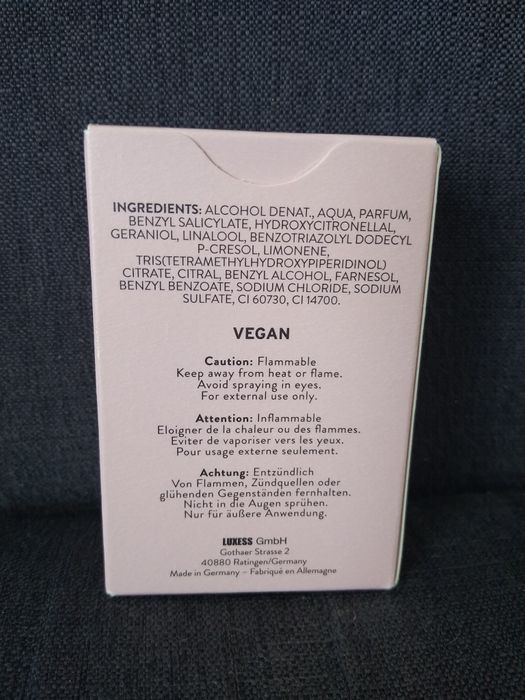 INGREDIENTS: ALCOHOL DENAT., AQUA, PARFUM,
BENZYL SALICYLATE, HYDROXYCITRONELLAL,
GERANIOL, LINALOOL, BENZOTRIAZOLYL DODECYL
P-CRESOL, LIMONENE,
TRIS(TETRAMETHYLHYDROXYPIPERIDINOL)
CITRATE, CITRAL, BENZYL ALCOHOL, FARNESOL,
BENZYL BENZOATE, SODIUM CHLORIDE, SODIUM
SULFATE, CI 60730, CI 14700.
VEGAN
Caution: Flammable
Keep away from heat or flame.
Avoid spraying in eyes.
For external use only.
Attention: Inflammable
Eloigner de la chaleur ou des flammes.
Eviter de vaporiser vers les yeux.
Pour usage externe seulement.
Achtung: Entzündlich
Von Flammen, Zündquellen oder
glühenden Gegenständen fernhalten.
Nicht in die Augen sprühen.
Nur für äußere Anwendung.
LUXESS GmbH
Gothaer Strasse 2
40880 Ratingen/Germany
Made in Germany – Fabriqué en Allemagne